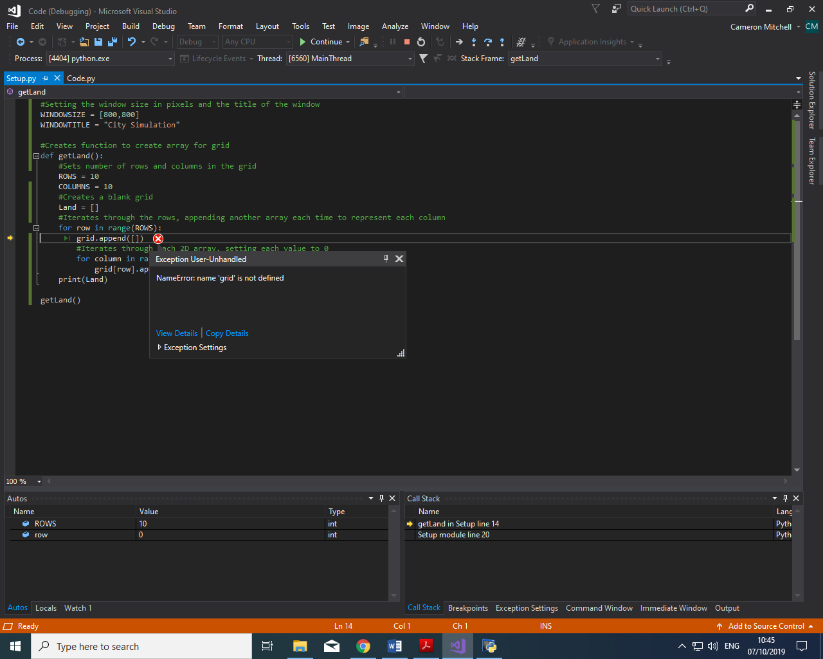 Code (Debugging) - Microsoft Visual Studio
Quick Launch (Ctrl+Q)
File Edit View Project Build Debug Team Format Layout Tools Test Image Analyze Window Help
Cameron Mitchell CM
Debug Any CPU Continue Application Insights
Process: [4404] python.exe Lifecycle Events Thread: [6560] MainThread Stack Frame: getLand
Setup.py Code.py
getLand
#Setting the window size in pixels and the title of the window
WINDOWSIZE = [800,800]
WINDOWTITLE = "City Simulation"
#Creates function to create array for grid
def getLand():
#Sets number of rows and columns in the grid
ROWS = 10
COLUMNS = 10
#Creates a blank grid
Land = []
#Iterates through the rows, appending another array each time to represent each column
for row in range(ROWS):
grid.append([])
#Iterates through each 2D array, setting each value to 0
for column in ra
grid[row].ap
print(Land)
getLand()
Exception User-Unhandled
NameError: name 'grid' is not defined
View Details | Copy Details
Exception Settings
Solution Explorer
Team Explorer
100 %
Autos
Name Value Type
ROWS 10 int
row 0 int
Autos Locals Watch 1
Call Stack
Name Lang
getLand in Setup line 14 Pyth
Setup module line 20 Pyth
Call Stack Breakpoints Exception Settings Command Window Immediate Window Output
Ready Ln 14 Col 1 Ch 1 INS Add to Source Control
Type here to search
ENG
10:45
07/10/2019